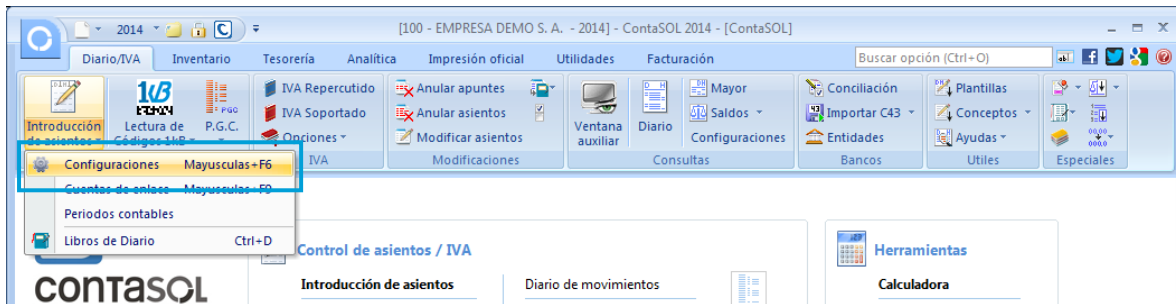 2014
[100 - EMPRESA DEMO S. A. - 2014] - ContaSOL 2014 - [ContaSOL]
Diario/IVA Inventario Tesorería Analítica Impresión oficial Utilidades Facturación Buscar opción (Ctrl+O)
IVA Repercutido Anular apuntes Mayor Conciliación Plantillas
IVA Soportado Anular asientos Saldos Importar C43 Conceptos
Introducción de asientos Lectura de Códigos 1kB P.G.C. Opciones Modificar asientos Ventana auxiliar Diario Configuraciones Entidades Ayudas
IVA Modificaciones Consultas Bancos Utiles Especiales
Configuraciones Mayusculas+F6
Cuentas de enlace Mayusculas+F9
Periodos contables
Libros de Diario Ctrl+D
Control de asientos / IVA Herramientas
contasol Introducción de asientos Diario de movimientos Calculadora